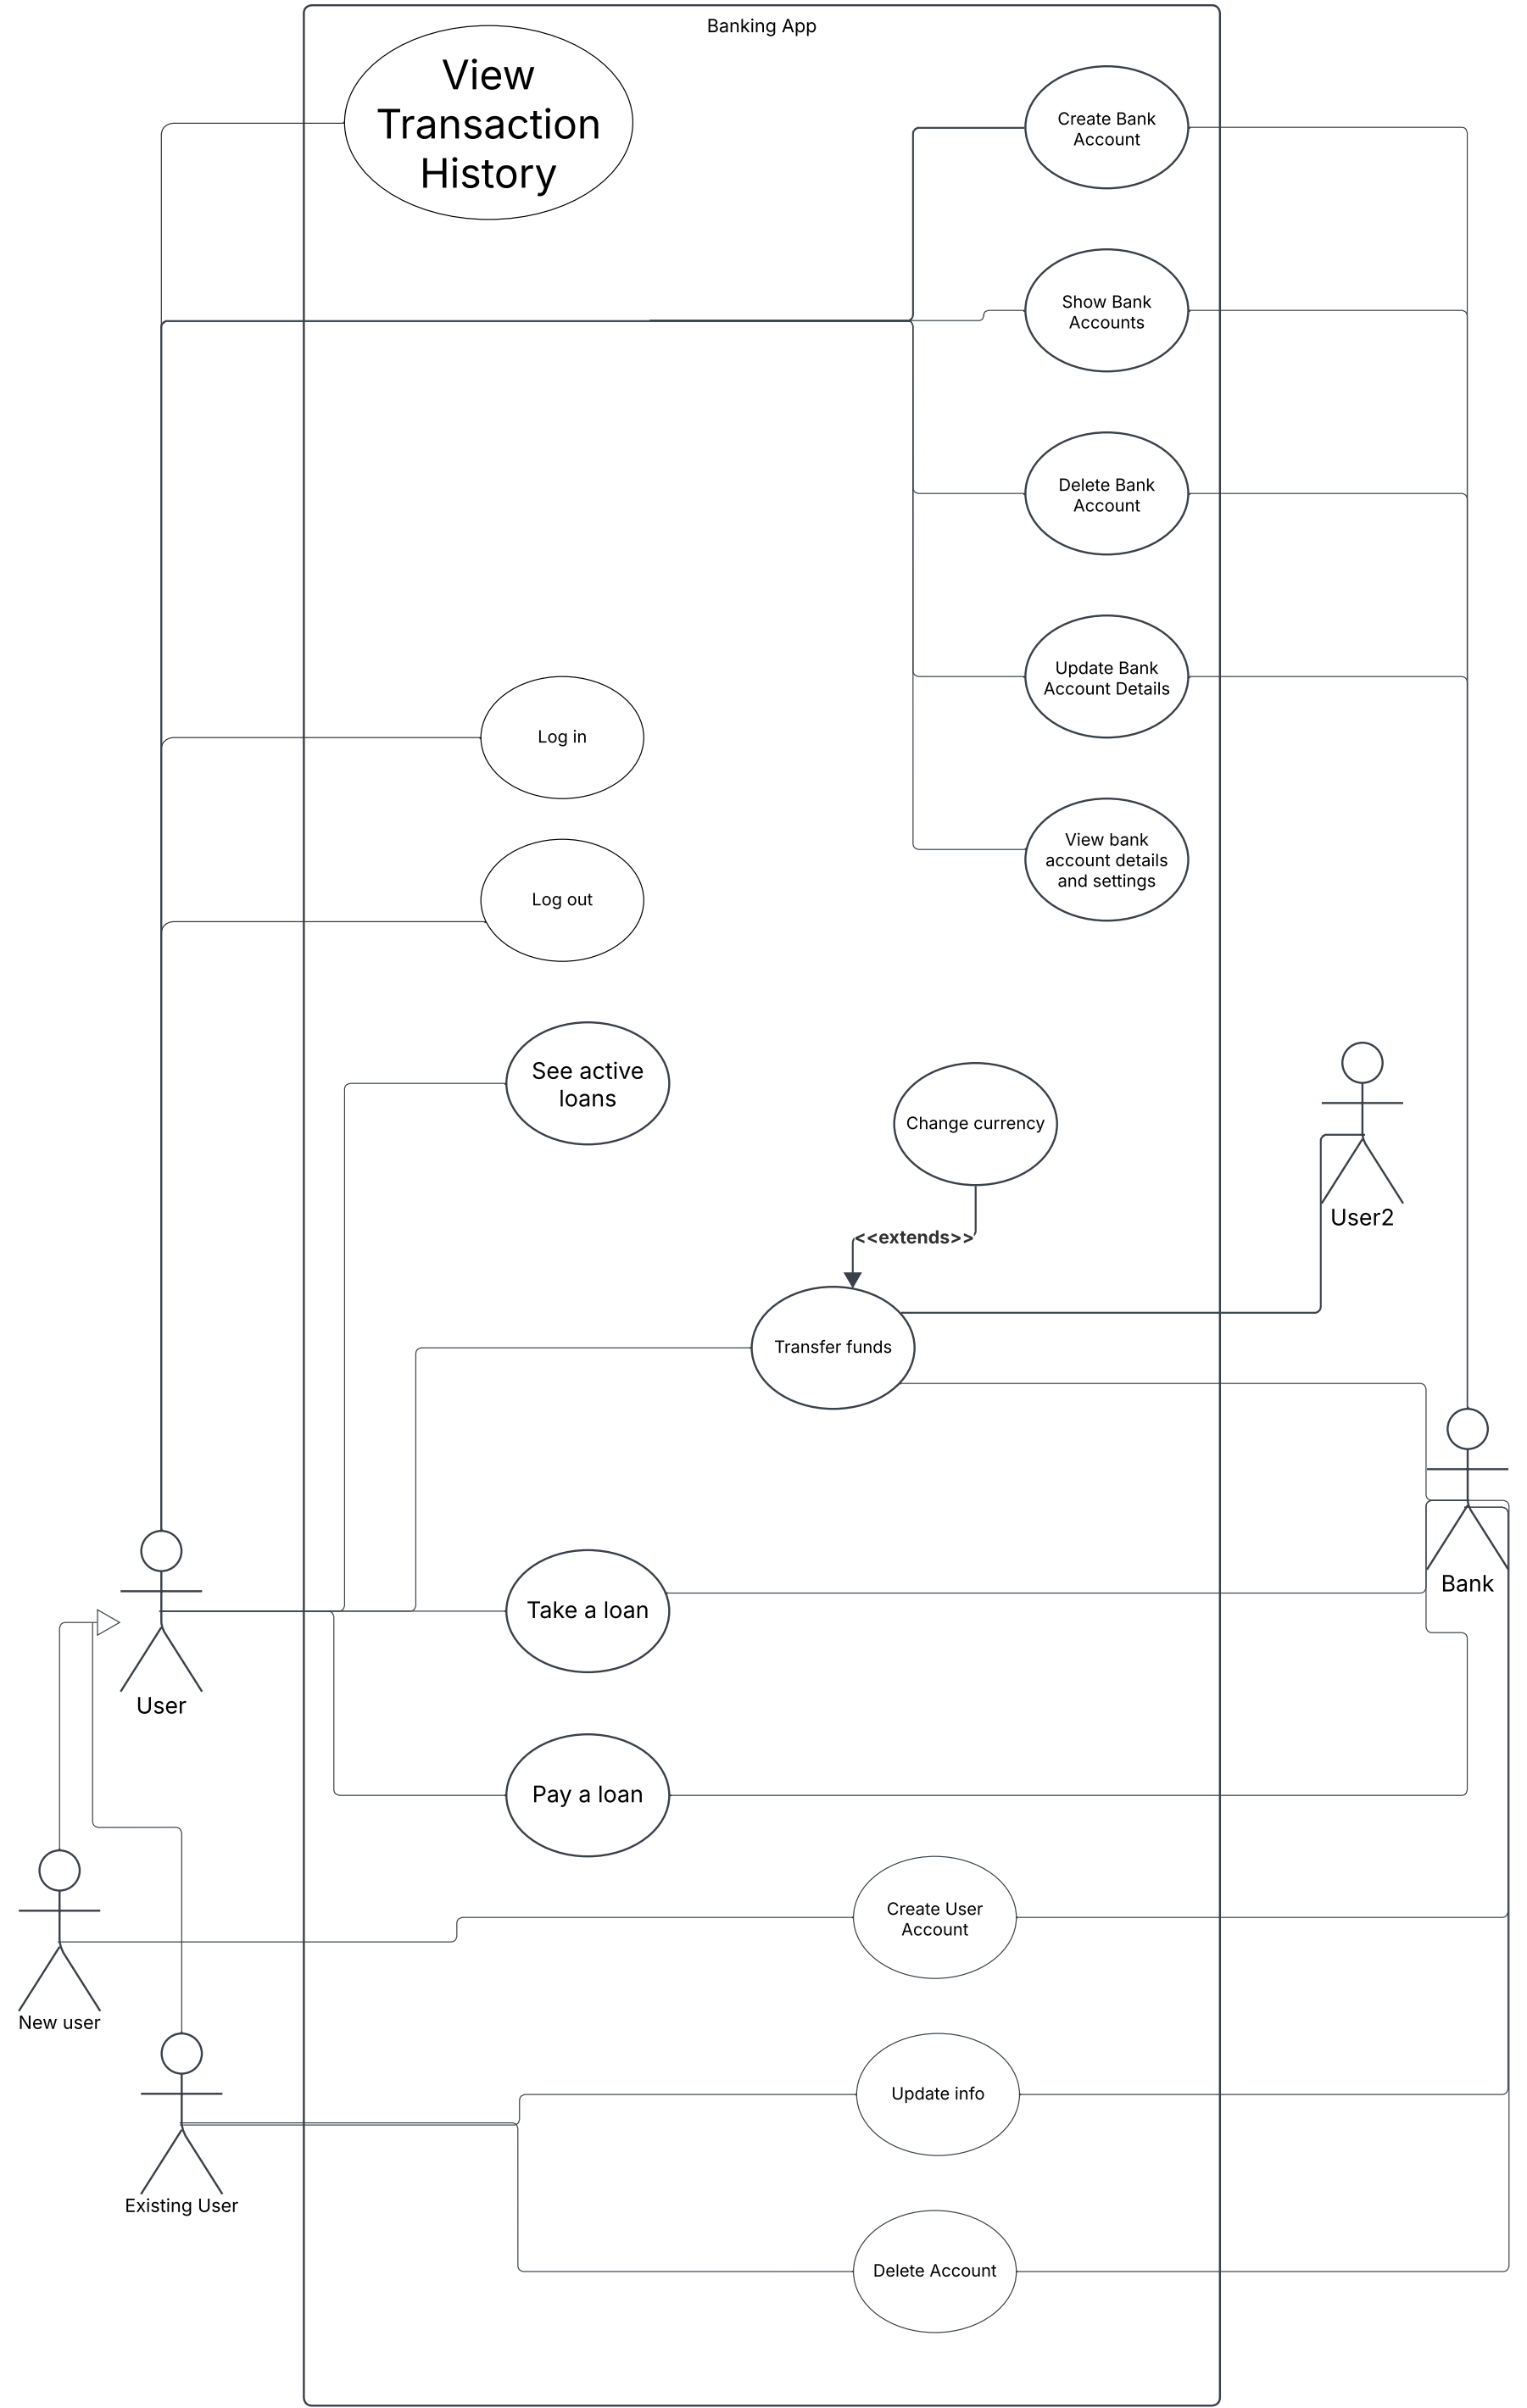 Banking App
View
Transaction
History
Create Bank
Account
Show Bank
Accounts
Delete Bank
Account
Update Bank
Account Details
Log in
View bank
account details
and settings
Log out
See active
loans
Change currency
User2
<<extends>>
Transfer funds
Bank
Take a loan
User
Pay a loan
Create User
Account
New user
Update info
Existing User
Delete Account